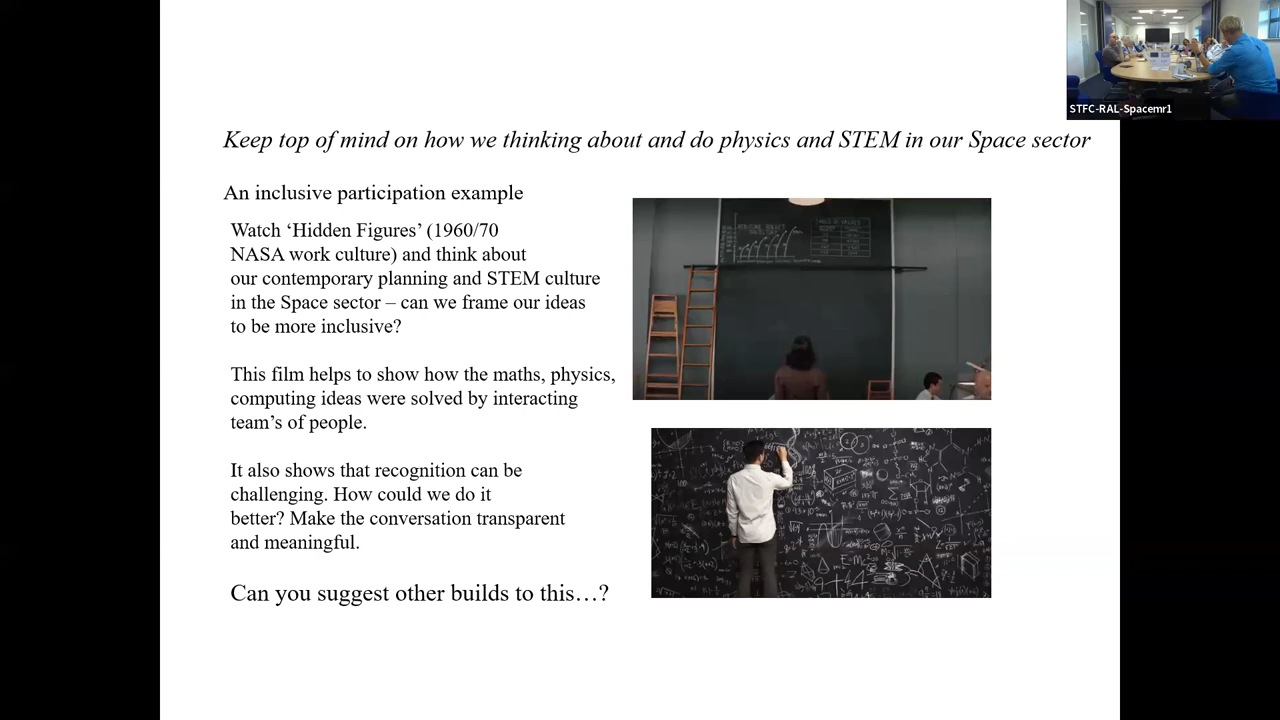 STFC-RAL-Spacemr1
Keep top of mind on how we thinking about and do physics and STEM in our Space sector
An inclusive participation example
Watch ‘Hidden Figures’ (1960/70
NASA work culture) and think about
our contemporary planning and STEM culture
in the Space sector – can we frame our ideas
to be more inclusive?
This film helps to show how the maths, physics,
computing ideas were solved by interacting
team’s of people.
It also shows that recognition can be
challenging. How could we do it
better? Make the conversation transparent
and meaningful.
Can you suggest other builds to this…?